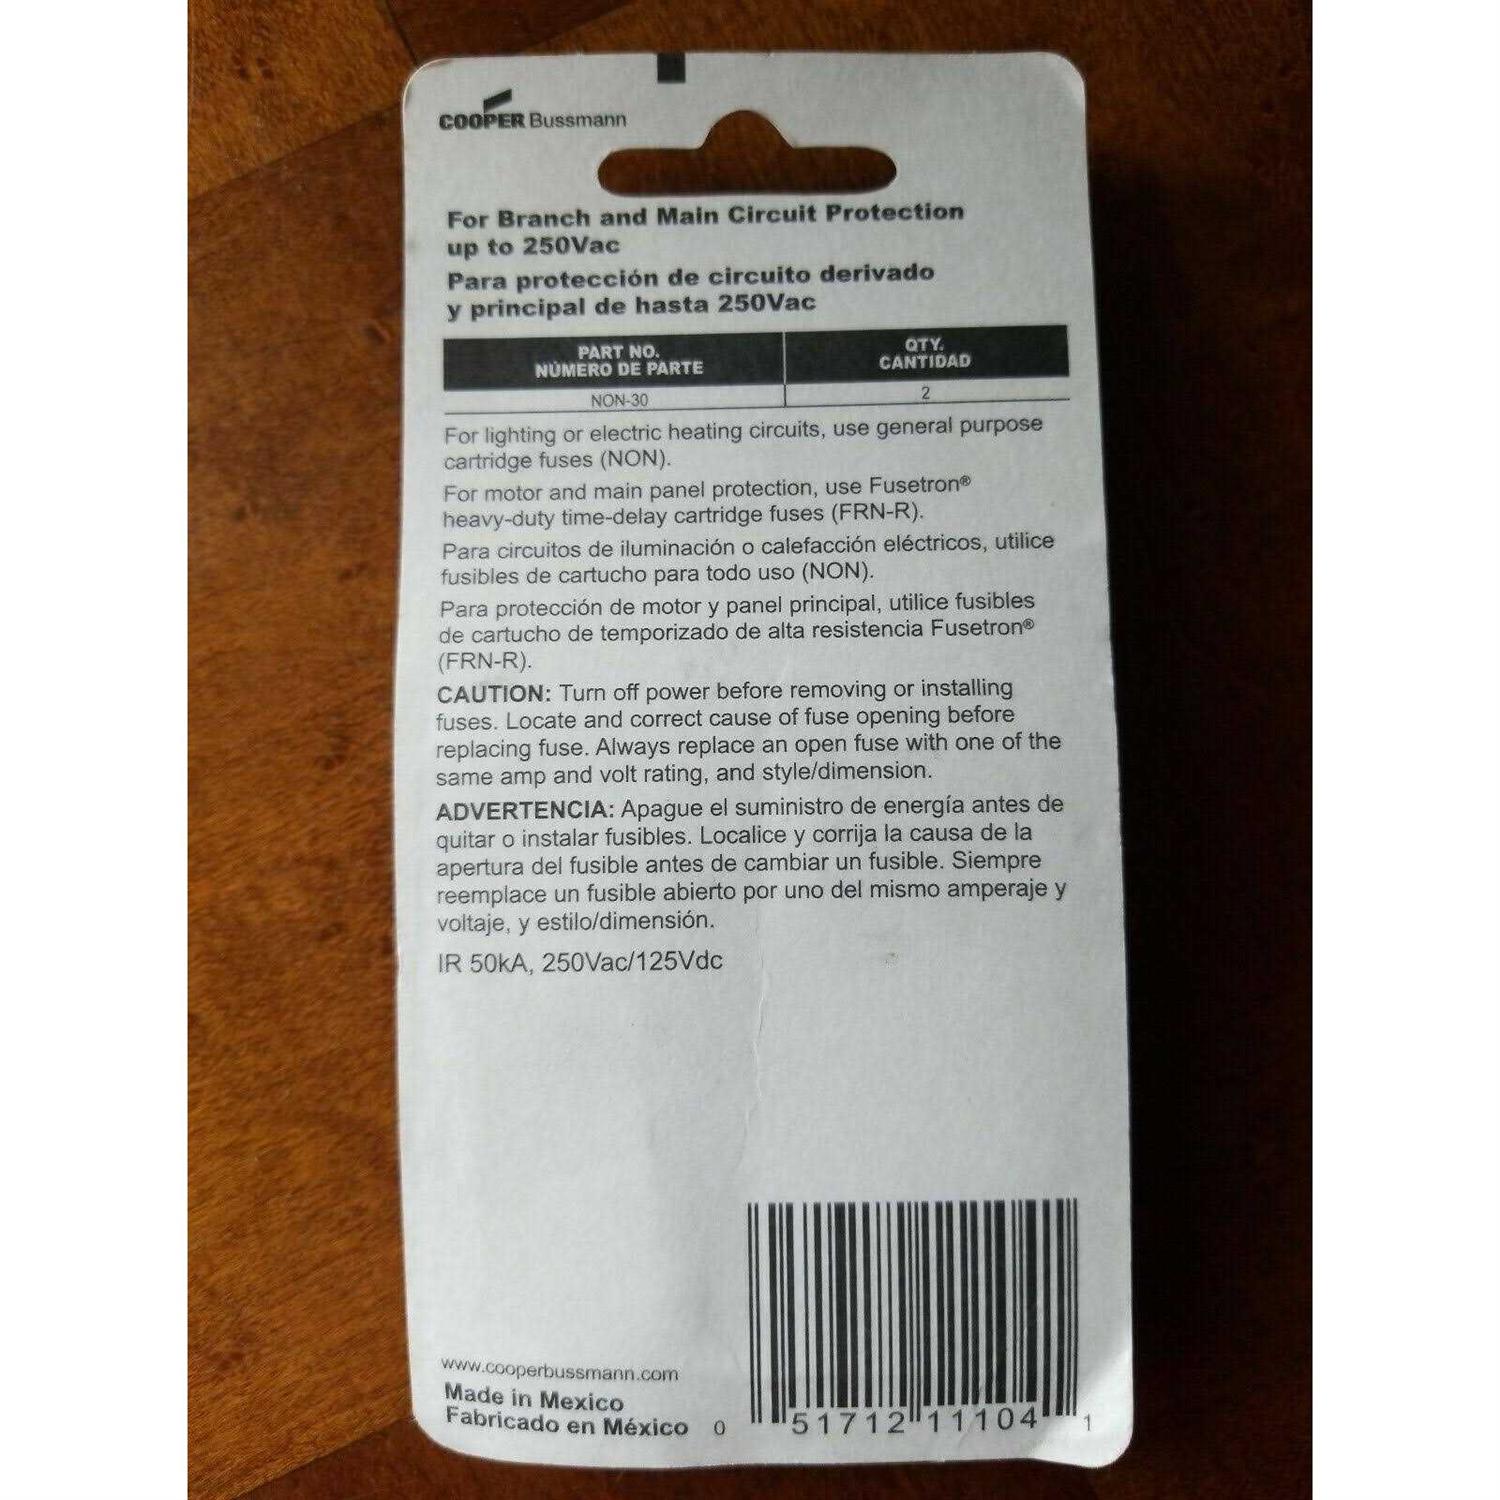 COOPER Bussmann
For Branch and Main Circuit Protection
up to 250Vac
Para protección de circuito derivado
y principal de hasta 250Vac
PART NO. QTY.
NÚMERO DE PARTE CANTIDAD
NON-30 2
For lighting or electric heating circuits, use general purpose
cartridge fuses (NON).
For motor and main panel protection, use Fusetron®
heavy-duty time-delay cartridge fuses (FRN-R).
Para circuitos de iluminación o calefacción eléctricos, utilice
fusibles de cartucho para todo uso (NON).
Para protección de motor y panel principal, utilice fusibles
de cartucho de temporizado de alta resistencia Fusetron®
(FRN-R).
CAUTION: Turn off power before removing or installing
fuses. Locate and correct cause of fuse opening before
replacing fuse. Always replace an open fuse with one of the
same amp and volt rating, and style/dimension.
ADVERTENCIA: Apague el suministro de energía antes de
quitar o instalar fusibles. Localice y corrija la causa de la
apertura del fusible antes de cambiar un fusible. Siempre
reemplace un fusible abierto por uno del mismo amperaje y
voltaje, y estilo/dimensión.
IR 50kA, 250Vac/125Vdc
www.cooperbussmann.com
Made in Mexico
Fabricado en México
0 51712 11104 1